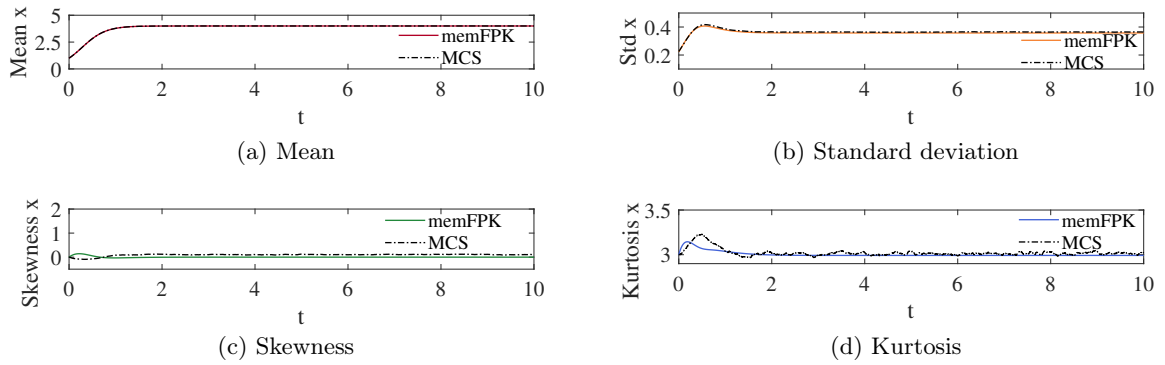 Mean x
5
2.5
0
memFPK
MCS
0 2 4 6 8 10
t
(a) Mean
Std x
0.4
0.2
memFPK
MCS
0 2 4 6 8 10
t
(b) Standard deviation
Skewness x
2
1
0
memFPK
MCS
0 2 4 6 8 10
t
(c) Skewness
Kurtosis x
3.5
3
memFPK
MCS
0 2 4 6 8 10
t
(d) Kurtosis